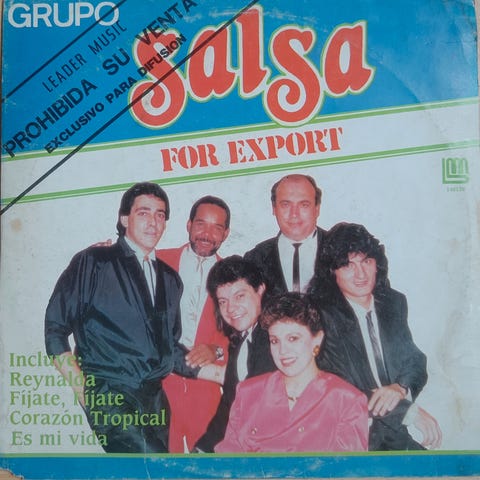 GRUPO
Salsa
FOR EXPORT
LEADER MUSIC
PROHIBIDA SU VENTA
EXCLUSIVO PARA DIFUSION
LM
Incluye:
Reynalda
Fíjate, Fíjate
Corazón Tropical
Es mi vida